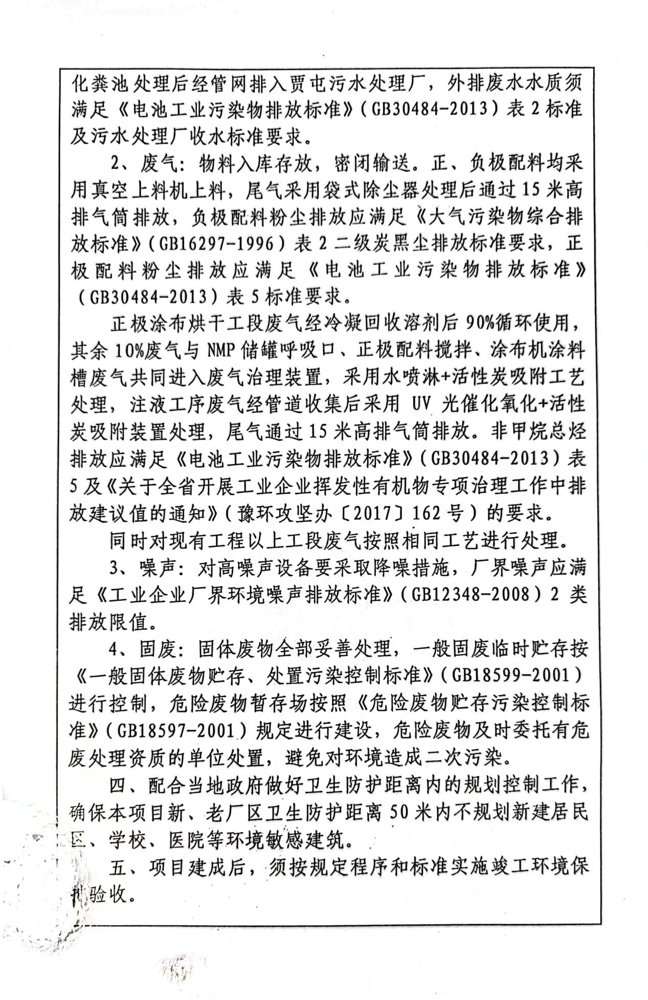 化粪池处理后经管网排入贾屯污水处理厂，外排废水水质须
满足《电池工业污染物排放标准》（GB30484-2013）表2标准
及污水处理厂收水标准要求。
2、废气：物料入库存放，密闭输送。正、负极配料均采
用真空上料机上料，尾气采用袋式除尘器处理后通过15米高
排气筒排放，负极配料粉尘排放应满足《大气污染物综合排
放标准》（GB16297-1996）表2二级炭黑尘排放标准要求，正
极配料粉尘排放应满足《电池工业污染物排放标准》
（GB30484-2013）表5标准要求。
正极涂布烘干工段废气经冷凝回收溶剂后90%循环使用，
其余10%废气与NMP储罐呼吸口、正极配料搅拌、涂布机涂料
槽废气共同进入废气治理装置，采用水喷淋+活性炭吸附工艺
处理，注液工序废气经管道收集后采用 UV 光催化氧化+活性
炭吸附装置处理，尾气通过15米高排气筒排放。非甲烷总烃
排放应满足《电池工业污染物排放标准》（GB30484-2013）表
5及《关于全省开展工业企业挥发性有机物专项治理工作中排
放建议值的通知》（豫环攻坚办〔2017〕162号）的要求。
同时对现有工程以上工段废气按照相同工艺进行处理。
3、噪声：对高噪声设备要采取降噪措施，厂界噪声应满
足《工业企业厂界环境噪声排放标准》（GB12348-2008）2 类
排放限值。
4、固废：固体废物全部妥善处理，一般固废临时贮存按
《一般固体废物贮存、处置污染控制标准》（GB18599-2001）
进行控制，危险废物暂存场按照《危险废物贮存污染控制标
准》（GB18597-2001）规定进行建设，危险废物及时委托有危
废处理资质的单位处置，避免对环境造成二次污染。
四、配合当地政府做好卫生防护距离内的规划控制工作，
确保本项目新、老厂区卫生防护距离50米内不规划新建居民
区、学校、医院等环境敏感建筑。
五、项目建成后，须按规定程序和标准实施竣工环境保
护验收。